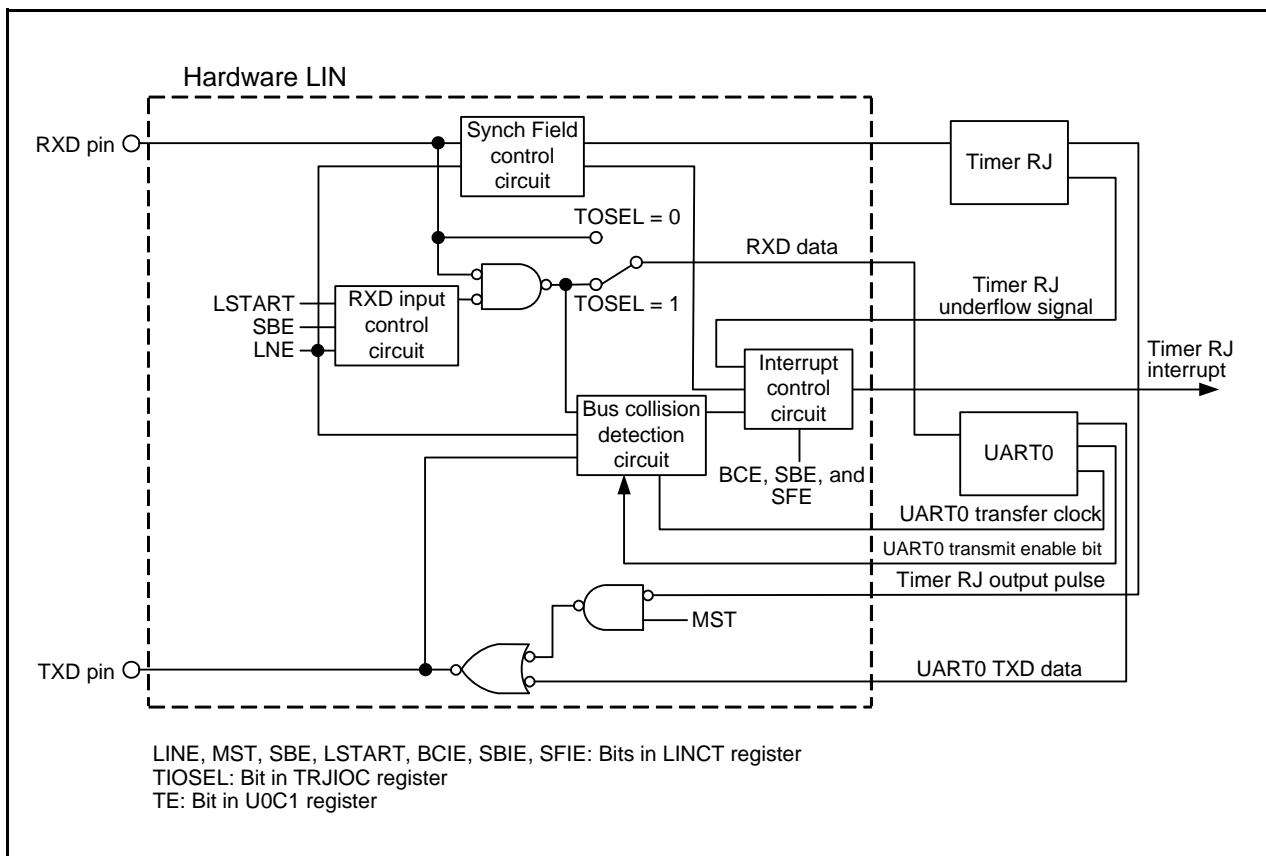 Hardware LIN
RXD pin
Synch Field
control
circuit
Timer RJ
TOSEL = 0
RXD data
TOSEL = 1
LSTART
SBE
LNE
RXD input
control
circuit
Timer RJ
underflow signal
Interrupt
control
circuit
Timer RJ
interrupt
Bus collision
detection
circuit
BCE, SBE, and
SFE
UART0
UART0 transfer clock
UART0 transmit enable bit
Timer RJ output pulse
MST
TXD pin
UART0 TXD data
LINE, MST, SBE, LSTART, BCIE, SBIE, SFIE: Bits in LINCT register
TIOSEL: Bit in TRJIOC register
TE: Bit in U0C1 register